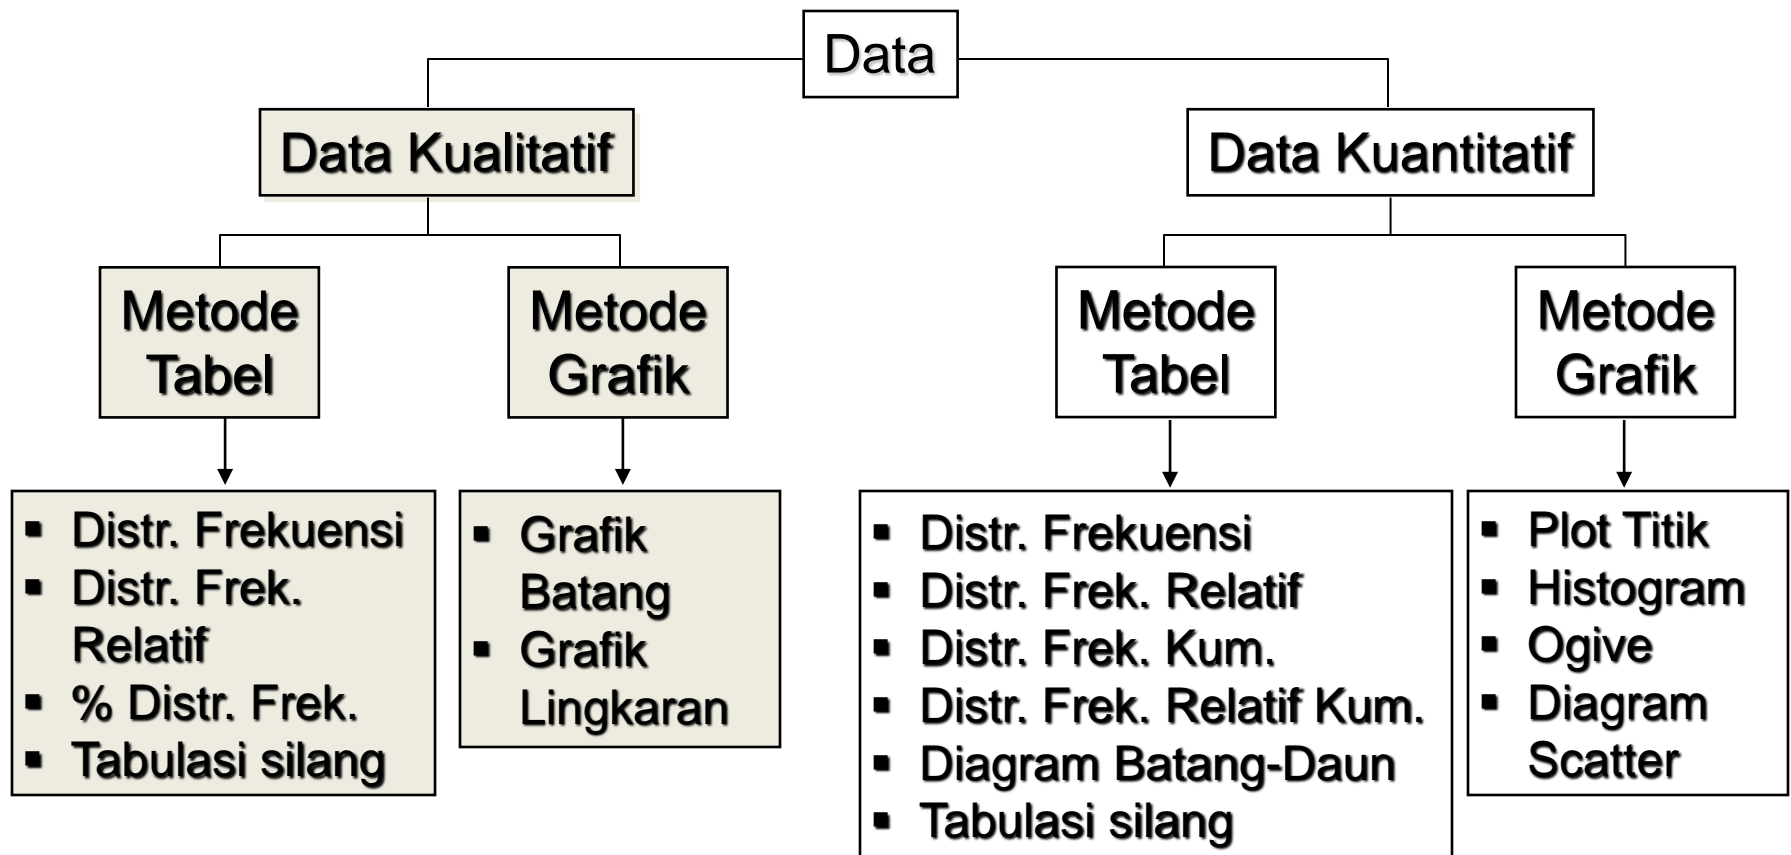 Data
Data Kualitatif
Data Kuantitatif
Metode
Tabel
Metode
Grafik
Metode
Tabel
Metode
Grafik
▪ Distr. Frekuensi
▪ Distr. Frek.
Relatif
▪ % Distr. Frek.
▪ Tabulasi silang
▪ Grafik
Batang
▪ Grafik
Lingkaran
▪ Distr. Frekuensi
▪ Distr. Frek. Relatif
▪ Distr. Frek. Kum.
▪ Distr. Frek. Relatif Kum.
▪ Diagram Batang-Daun
▪ Tabulasi silang
▪ Plot Titik
▪ Histogram
▪ Ogive
▪ Diagram
Scatter